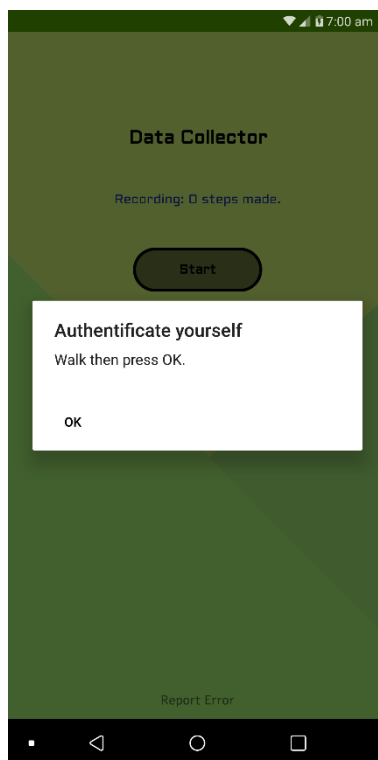 7:00 am
Data Collector
Recording: 0 steps made.
Start
Authentificate yourself
Walk then press OK.
OK
Report Error